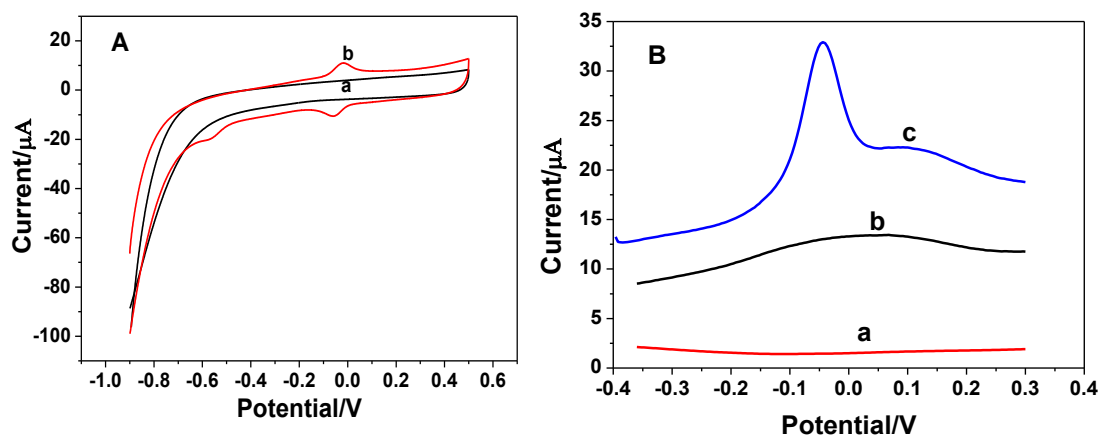 A
b
a
20
0
-20
-40
-60
-80
-100
Current/μA
-1.0 -0.8 -0.6 -0.4 -0.2 0.0 0.2 0.4 0.6
Potential/V
B
c
b
a
35
30
25
20
15
10
5
0
Current/μA
-0.4 -0.3 -0.2 -0.1 0.0 0.1 0.2 0.3 0.4
Potential/V